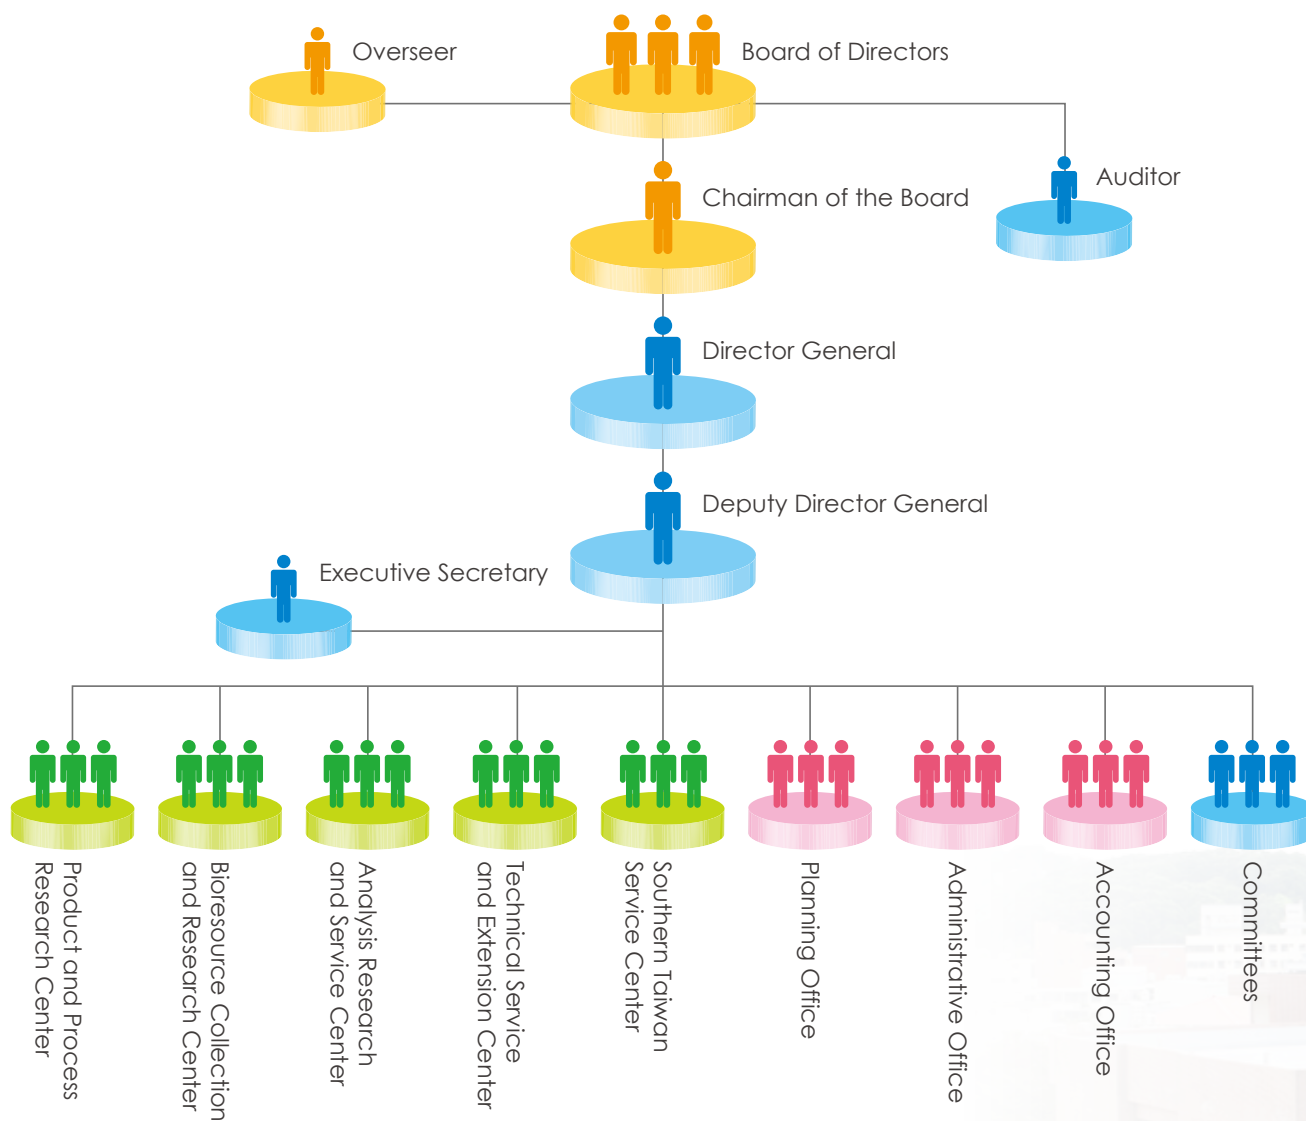 Overseer
Board of Directors
Chairman of the Board
Auditor
Director General
Deputy Director General
Executive Secretary
Product and Process
Research Center
Bioresource Collection
and Research Center
Analysis Research
and Service Center
Technical Service
and Extension Center
Southern Taiwan
Service Center
Planning Office
Administrative Office
Accounting Office
Committees